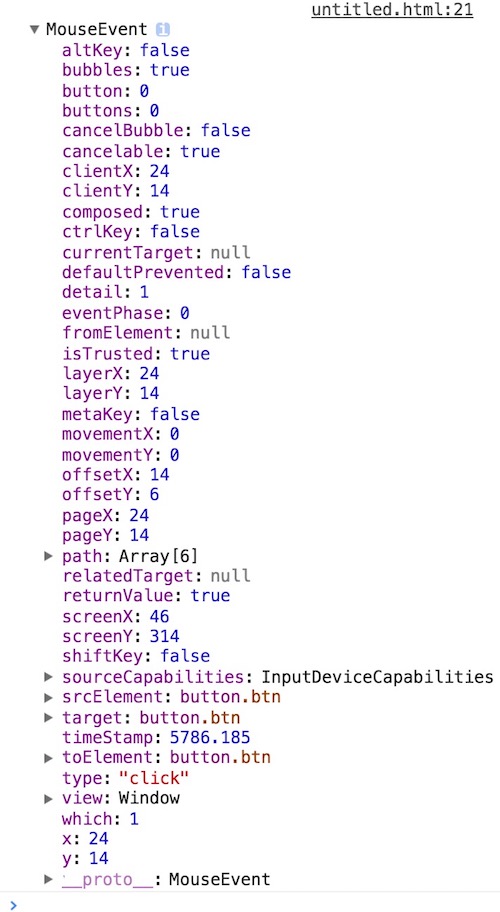 untitled.html:21
▼ MouseEvent i
altKey: false
bubbles: true
button: 0
buttons: 0
cancelBubble: false
cancelable: true
clientX: 24
clientY: 14
composed: true
ctrlKey: false
currentTarget: null
defaultPrevented: false
detail: 1
eventPhase: 0
fromElement: null
isTrusted: true
layerX: 24
layerY: 14
metaKey: false
movementX: 0
movementY: 0
offsetX: 14
offsetY: 6
pageX: 24
pageY: 14
▶ path: Array[6]
relatedTarget: null
returnValue: true
screenX: 46
screenY: 314
shiftKey: false
▶ sourceCapabilities: InputDeviceCapabilities
▶ srcElement: button.btn
▶ target: button.btn
timeStamp: 5786.185
▶ toElement: button.btn
type: "click"
▶ view: Window
which: 1
x: 24
y: 14
▶ __proto__: MouseEvent
>